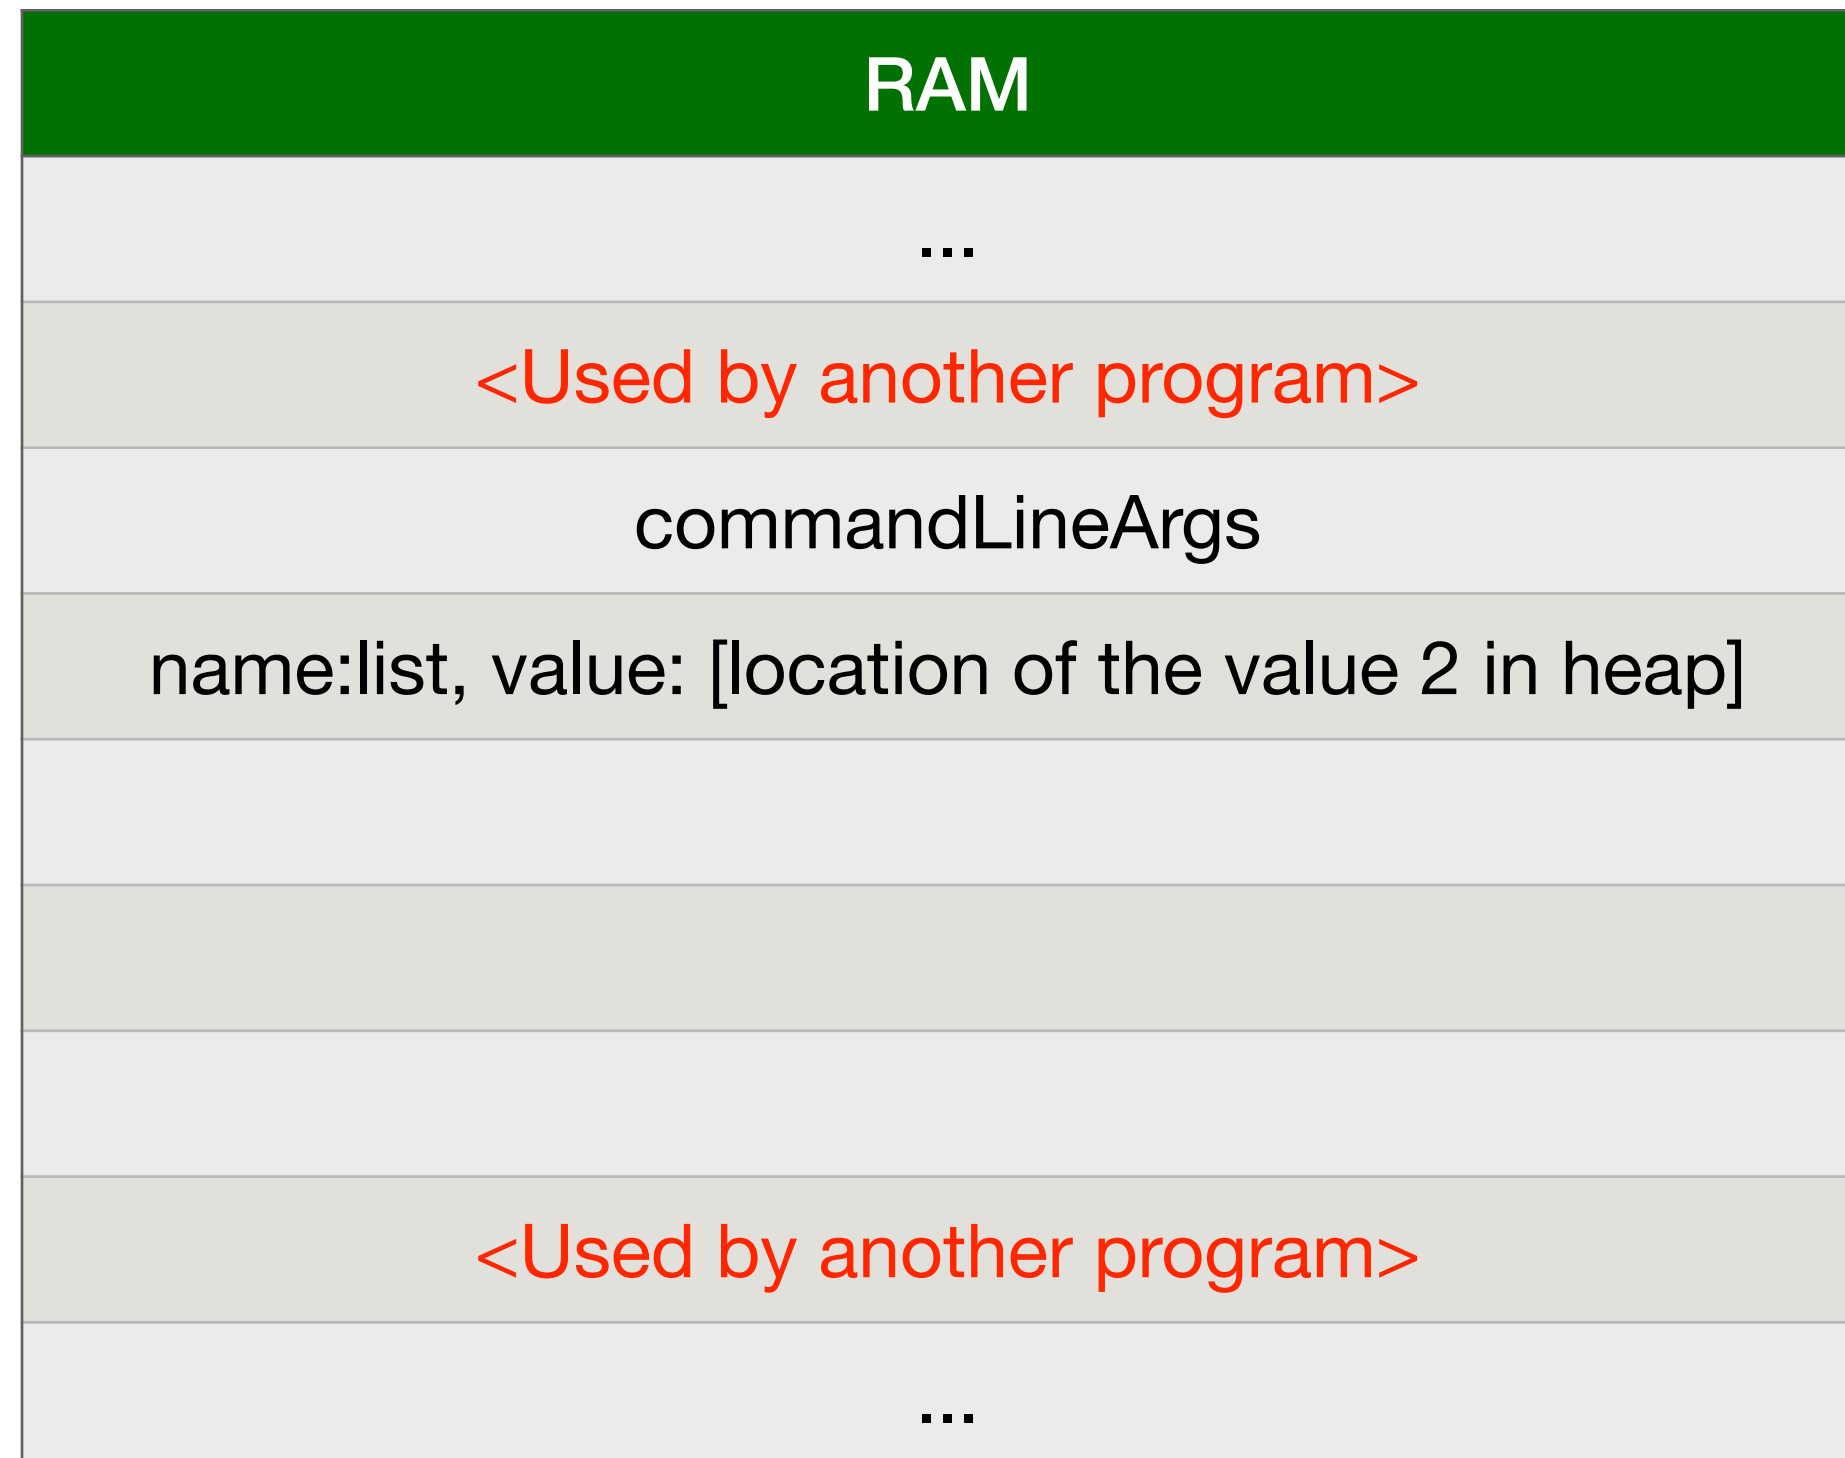 RAM
...
<Used by another program>
commandLineArgs
name:list, value: [location of the value 2 in heap]
<Used by another program>
...